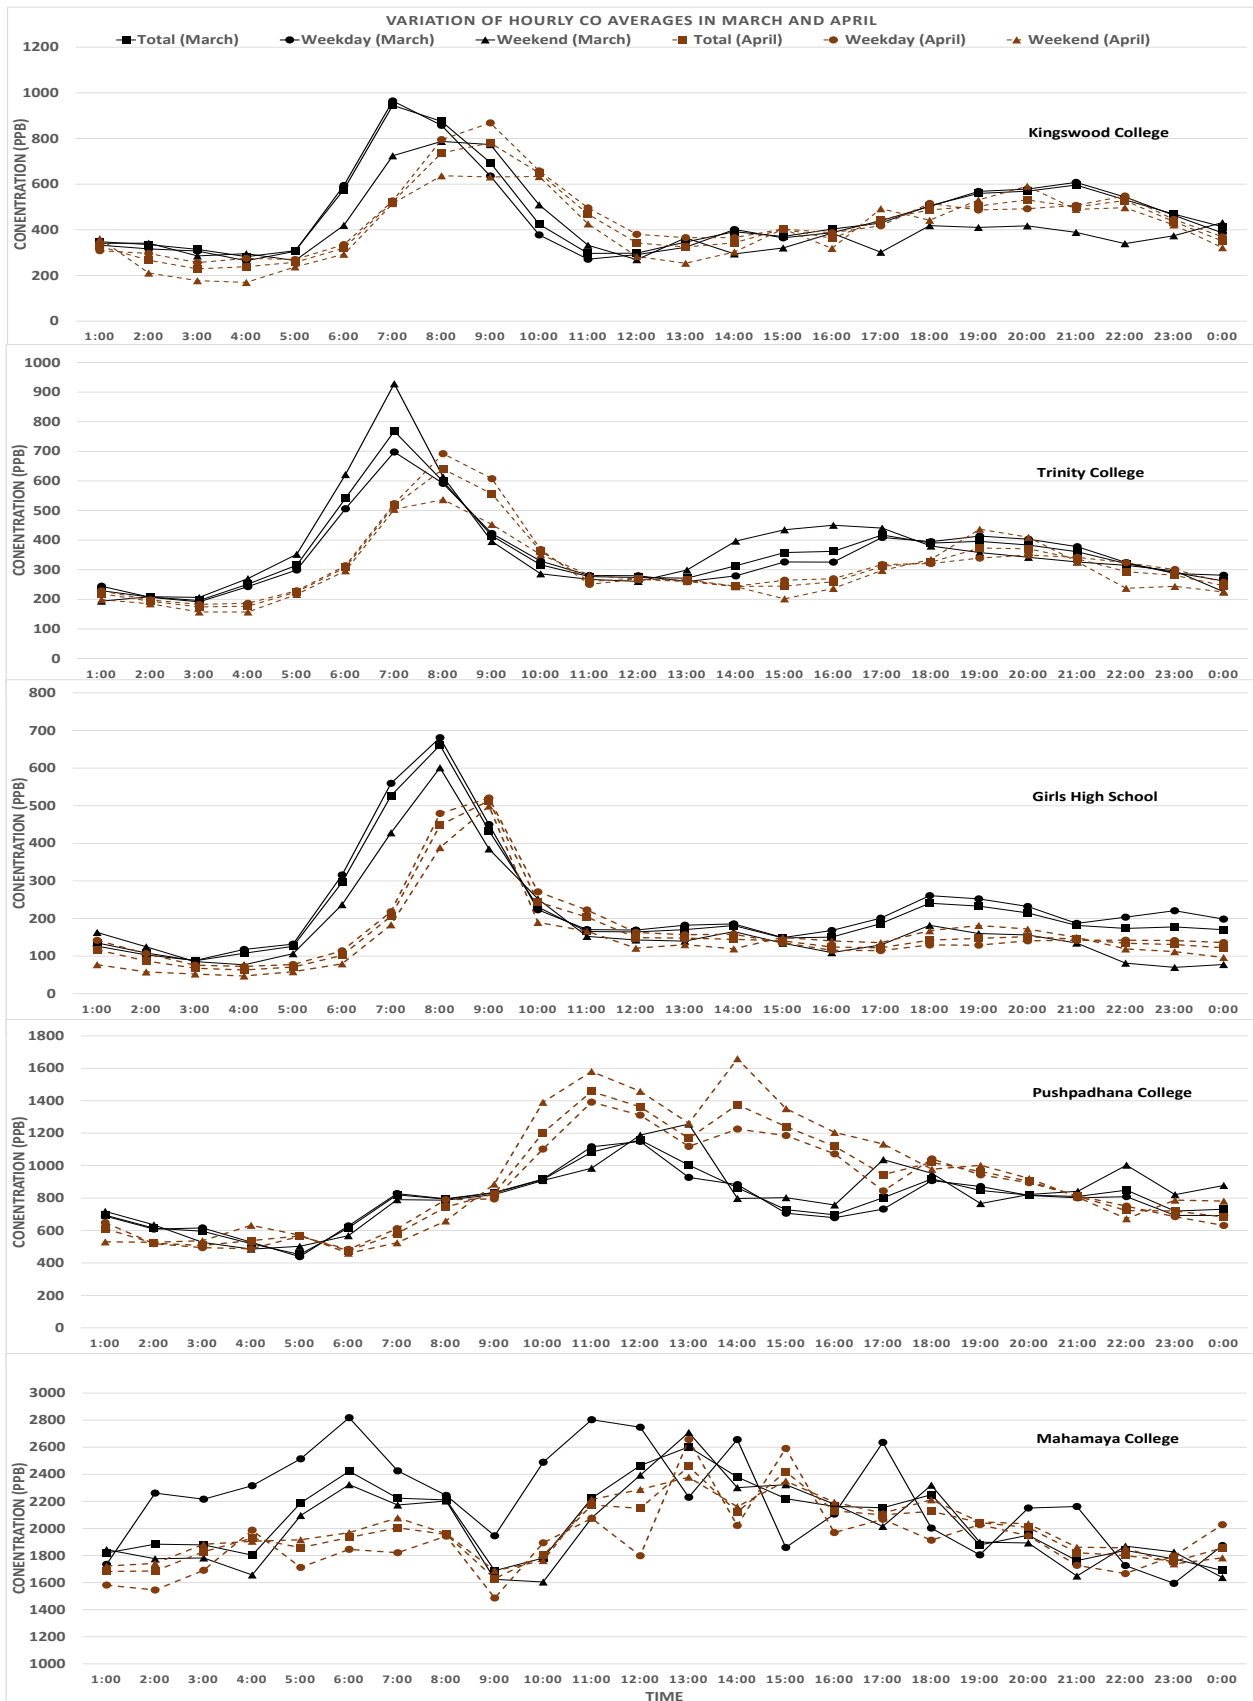 VARIATION OF HOURLY CO AVERAGES IN MARCH AND APRIL
Total (March) Weekday (March) Weekend (March) Total (April) Weekday (April) Weekend (April)
CONENTRATION (PPB)
1200
1000
800
600
400
200
0
Kingswood College
1:00 2:00 3:00 4:00 5:00 6:00 7:00 8:00 9:00 10:00 11:00 12:00 13:00 14:00 15:00 16:00 17:00 18:00 19:00 20:00 21:00 22:00 23:00 0:00
CONENTRATION (PPB)
1000
900
800
700
600
500
400
300
200
100
0
Trinity College
1:00 2:00 3:00 4:00 5:00 6:00 7:00 8:00 9:00 10:00 11:00 12:00 13:00 14:00 15:00 16:00 17:00 18:00 19:00 20:00 21:00 22:00 23:00 0:00
CONENTRATION (PPB)
800
700
600
500
400
300
200
100
0
Girls High School
1:00 2:00 3:00 4:00 5:00 6:00 7:00 8:00 9:00 10:00 11:00 12:00 13:00 14:00 15:00 16:00 17:00 18:00 19:00 20:00 21:00 22:00 23:00 0:00
CONENTRATION (PPB)
1800
1600
1400
1200
1000
800
600
400
200
0
Pushpadhana College
1:00 2:00 3:00 4:00 5:00 6:00 7:00 8:00 9:00 10:00 11:00 12:00 13:00 14:00 15:00 16:00 17:00 18:00 19:00 20:00 21:00 22:00 23:00 0:00
CONENTRATION (PPB)
3000
2800
2600
2400
2200
2000
1800
1600
1400
1200
1000
Mahamaya College
1:00 2:00 3:00 4:00 5:00 6:00 7:00 8:00 9:00 10:00 11:00 12:00 13:00 14:00 15:00 16:00 17:00 18:00 19:00 20:00 21:00 22:00 23:00 0:00
TIME